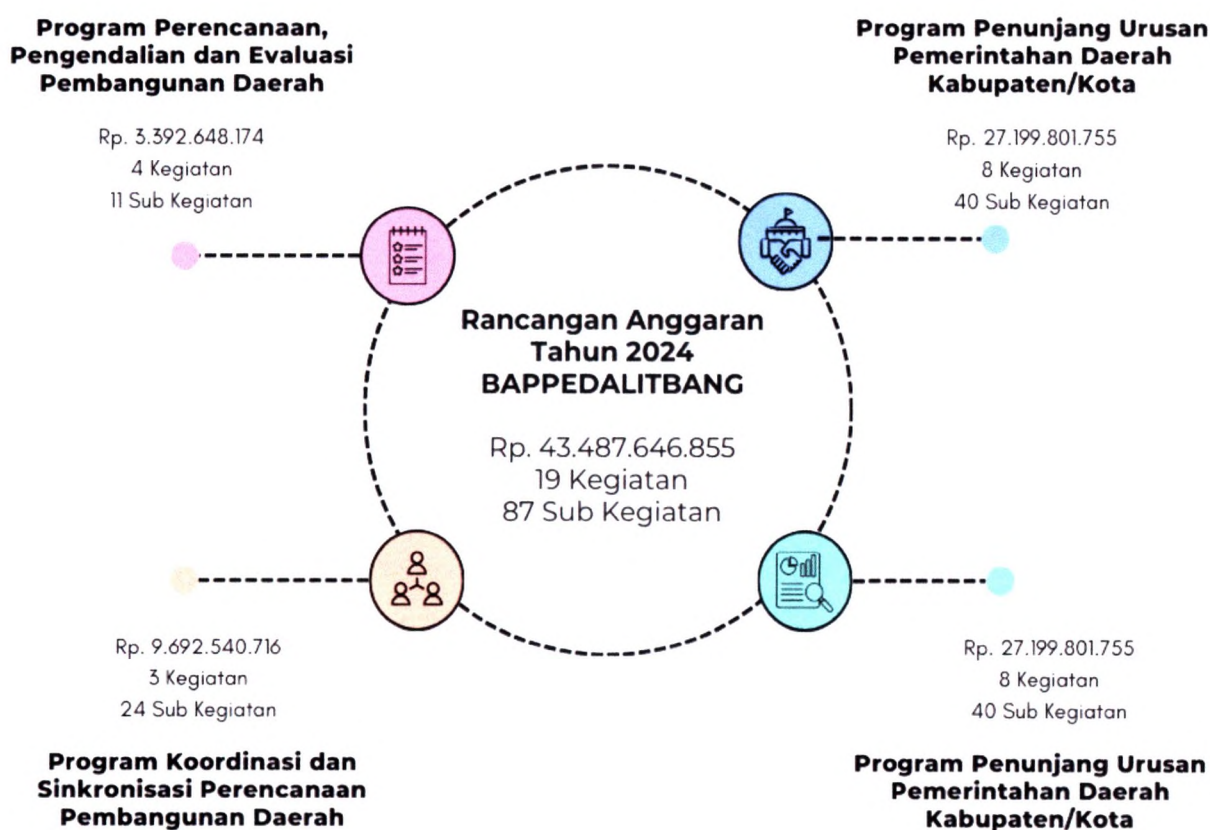 Program Perencanaan,
Pengendalian dan Evaluasi
Pembangunan Daerah
Rp. 3.392.648.174
4 Kegiatan
11 Sub Kegiatan
Program Penunjang Urusan
Pemerintahan Daerah
Kabupaten/Kota
Rp. 27.199.801.755
8 Kegiatan
40 Sub Kegiatan
Rancangan Anggaran
Tahun 2024
BAPPEDALITBANG
Rp. 43.487.646.855
19 Kegiatan
87 Sub Kegiatan
Rp. 9.692.540.716
3 Kegiatan
24 Sub Kegiatan
Program Koordinasi dan
Sinkronisasi Perencanaan
Pembangunan Daerah
Rp. 27.199.801.755
8 Kegiatan
40 Sub Kegiatan
Program Penunjang Urusan
Pemerintahan Daerah
Kabupaten/Kota